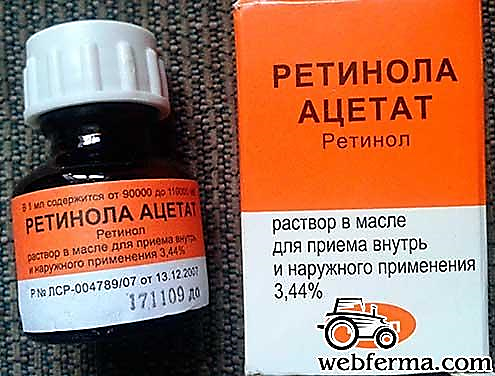 В 1 мл содержится от 90000 до 110000
РЕТИНОЛА АЦЕТАТ
Ретинол
раствор в масле для приема внутрь
и наружного применения 3,44%
Р.№ ЛСР-004789/07 от 13.12.2007
171109 до
РЕТИНОЛА
АЦЕТАТ
Ретинол
раствор в масле
для приема внутрь
и наружного применения
3,44%
webferma.com